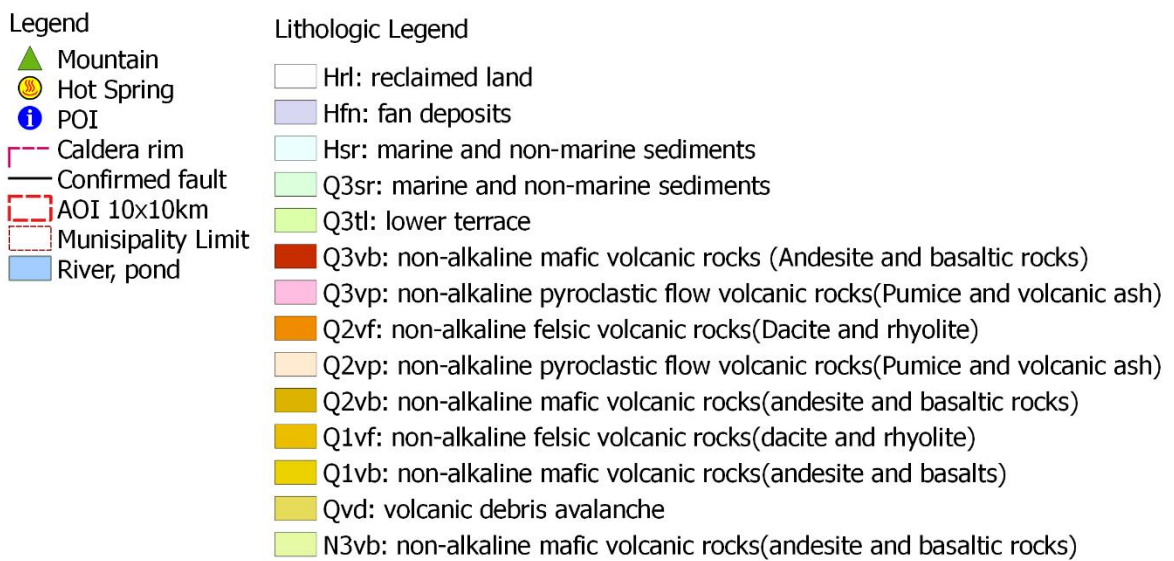 Legend
Mountain
Hot Spring
i POI
Caldera rim
Confirmed fault
AOI 10x10km
Munisipality Limit
River, pond
Lithologic Legend
Hrl: reclaimed land
Hfn: fan deposits
Hsr: marine and non-marine sediments
Q3sr: marine and non-marine sediments
Q3tl: lower terrace
Q3vb: non-alkaline mafic volcanic rocks (Andesite and basaltic rocks)
Q3vp: non-alkaline pyroclastic flow volcanic rocks(Pumice and volcanic ash)
Q2vf: non-alkaline felsic volcanic rocks(Dacite and rhyolite)
Q2vp: non-alkaline pyroclastic flow volcanic rocks(Pumice and volcanic ash)
Q2vb: non-alkaline mafic volcanic rocks(andesite and basaltic rocks)
Q1vf: non-alkaline felsic volcanic rocks(dacite and rhyolite)
Q1vb: non-alkaline mafic volcanic rocks(andesite and basalts)
Qvd: volcanic debris avalanche
N3vb: non-alkaline mafic volcanic rocks(andesite and basaltic rocks)